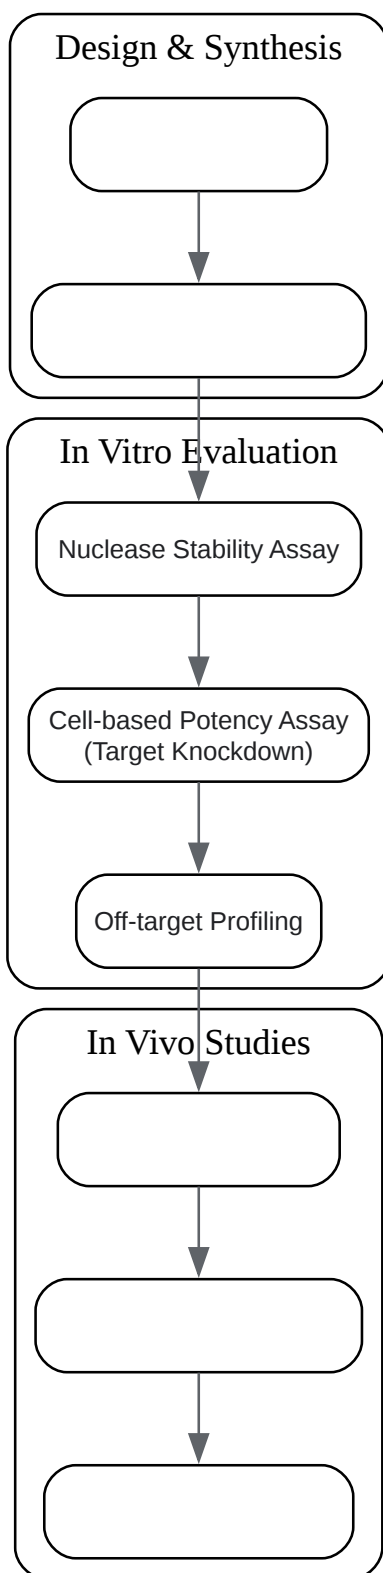 Design & Synthesis
In Vitro Evaluation
Nuclease Stability Assay
Cell-based Potency Assay
(Target Knockdown)
Off-target Profiling
In Vivo Studies